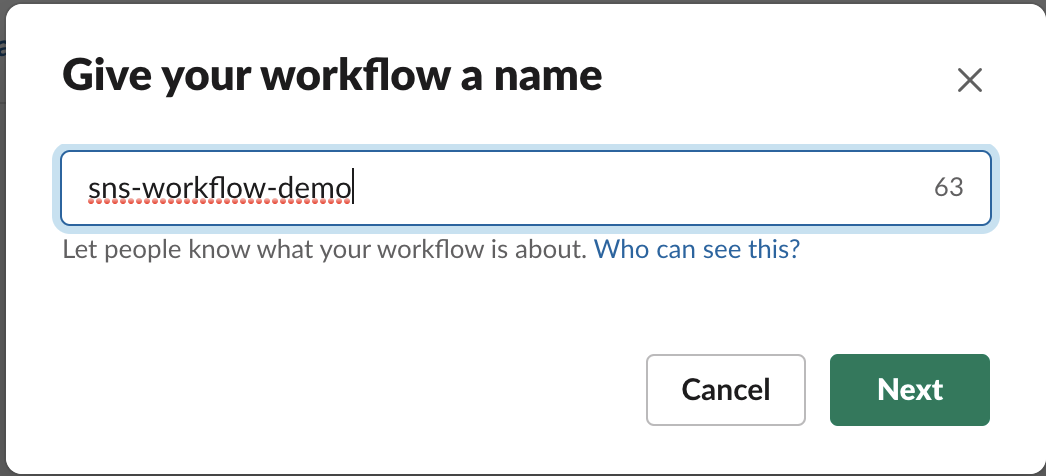 Give your workflow a name
sns-workflow-demo 63
Let people know what your workflow is about. Who can see this?
Cancel Next